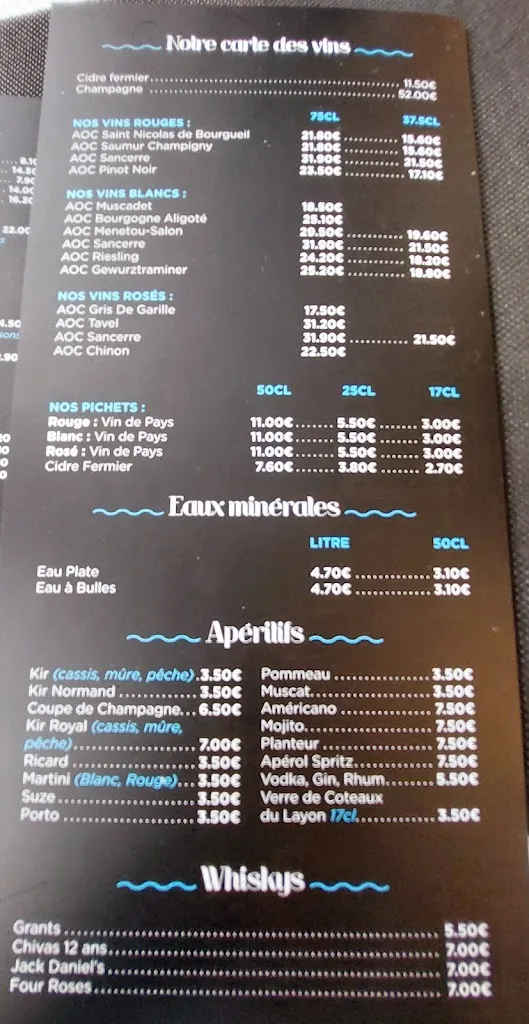 Notre carte des vins
Cidre fermier 11.50€
Champagne 52.00€
NOS VINS ROUGES : 75CL 37.5CL
AOC Saint Nicolas de Bourgueil 21.80€ 15.60€
AOC Saumur Champigny 21.80€ 15.60€
AOC Sancerre 31.90€ 21.50€
AOC Pinot Noir 23.50€ 17.10€
NOS VINS BLANCS :
AOC Muscadet 18.50€
AOC Bourgogne Aligoté 25.10€
AOC Menetou-Salon 29.50€ 19.60€
AOC Sancerre 31.90€ 21.50€
AOC Riesling 24.20€ 18.20€
AOC Gewurztraminer 25.20€ 18.80€
NOS VINS ROSÉS :
AOC Gris De Garille 17.50€
AOC Tavel 31.20€
AOC Sancerre 31.90€ 21.50€
AOC Chinon 22.50€
50CL 25CL 17CL
NOS PICHETS :
Rouge : Vin de Pays 11.00€ 5.50€ 3.00€
Blanc : Vin de Pays 11.00€ 5.50€ 3.00€
Rosé : Vin de Pays 11.00€ 5.50€ 3.00€
Cidre Fermier 7.60€ 3.80€ 2.70€
Eaux minérales
LITRE 50CL
Eau Plate 4.70€ 3.10€
Eau à Bulles 4.70€ 3.10€
Apéritifs
Kir (cassis, mûre, pêche) 3.50€
Kir Normand 3.50€
Coupe de Champagne 6.50€
Kir Royal (cassis, mûre,
pêche) 7.00€
Ricard 3.50€
Martini (Blanc, Rouge) 3.50€
Suze 3.50€
Porto 3.50€
Pommeau 3.50€
Muscat 3.50€
Américano 7.50€
Mojito 7.50€
Planteur 7.50€
Apérol Spritz 7.50€
Vodka, Gin, Rhum 5.50€
Verre de Coteaux
du Layon 17cl 3.50€
Whiskys
Grants 5.50€
Chivas 12 ans 7.00€
Jack Daniel's 7.00€
Four Roses 7.00€